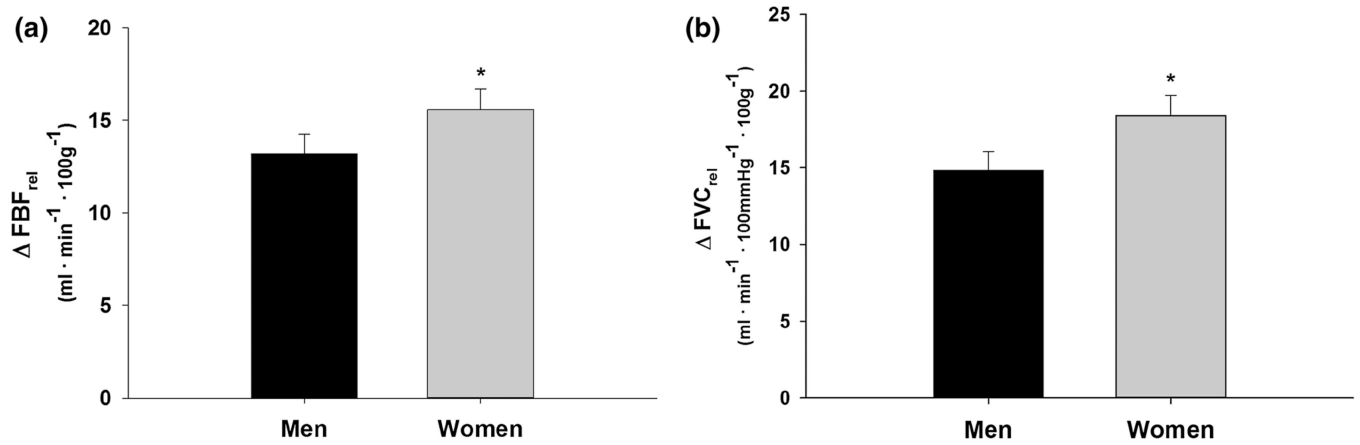 (a)
Δ FBFrel
(ml · min-1 · 100g-1)
20
15
10
5
0
*
Men
Women
(b)
Δ FVCrel
(ml · min-1 · 100mmHg-1 · 100g-1)
25
20
15
10
5
0
*
Men
Women